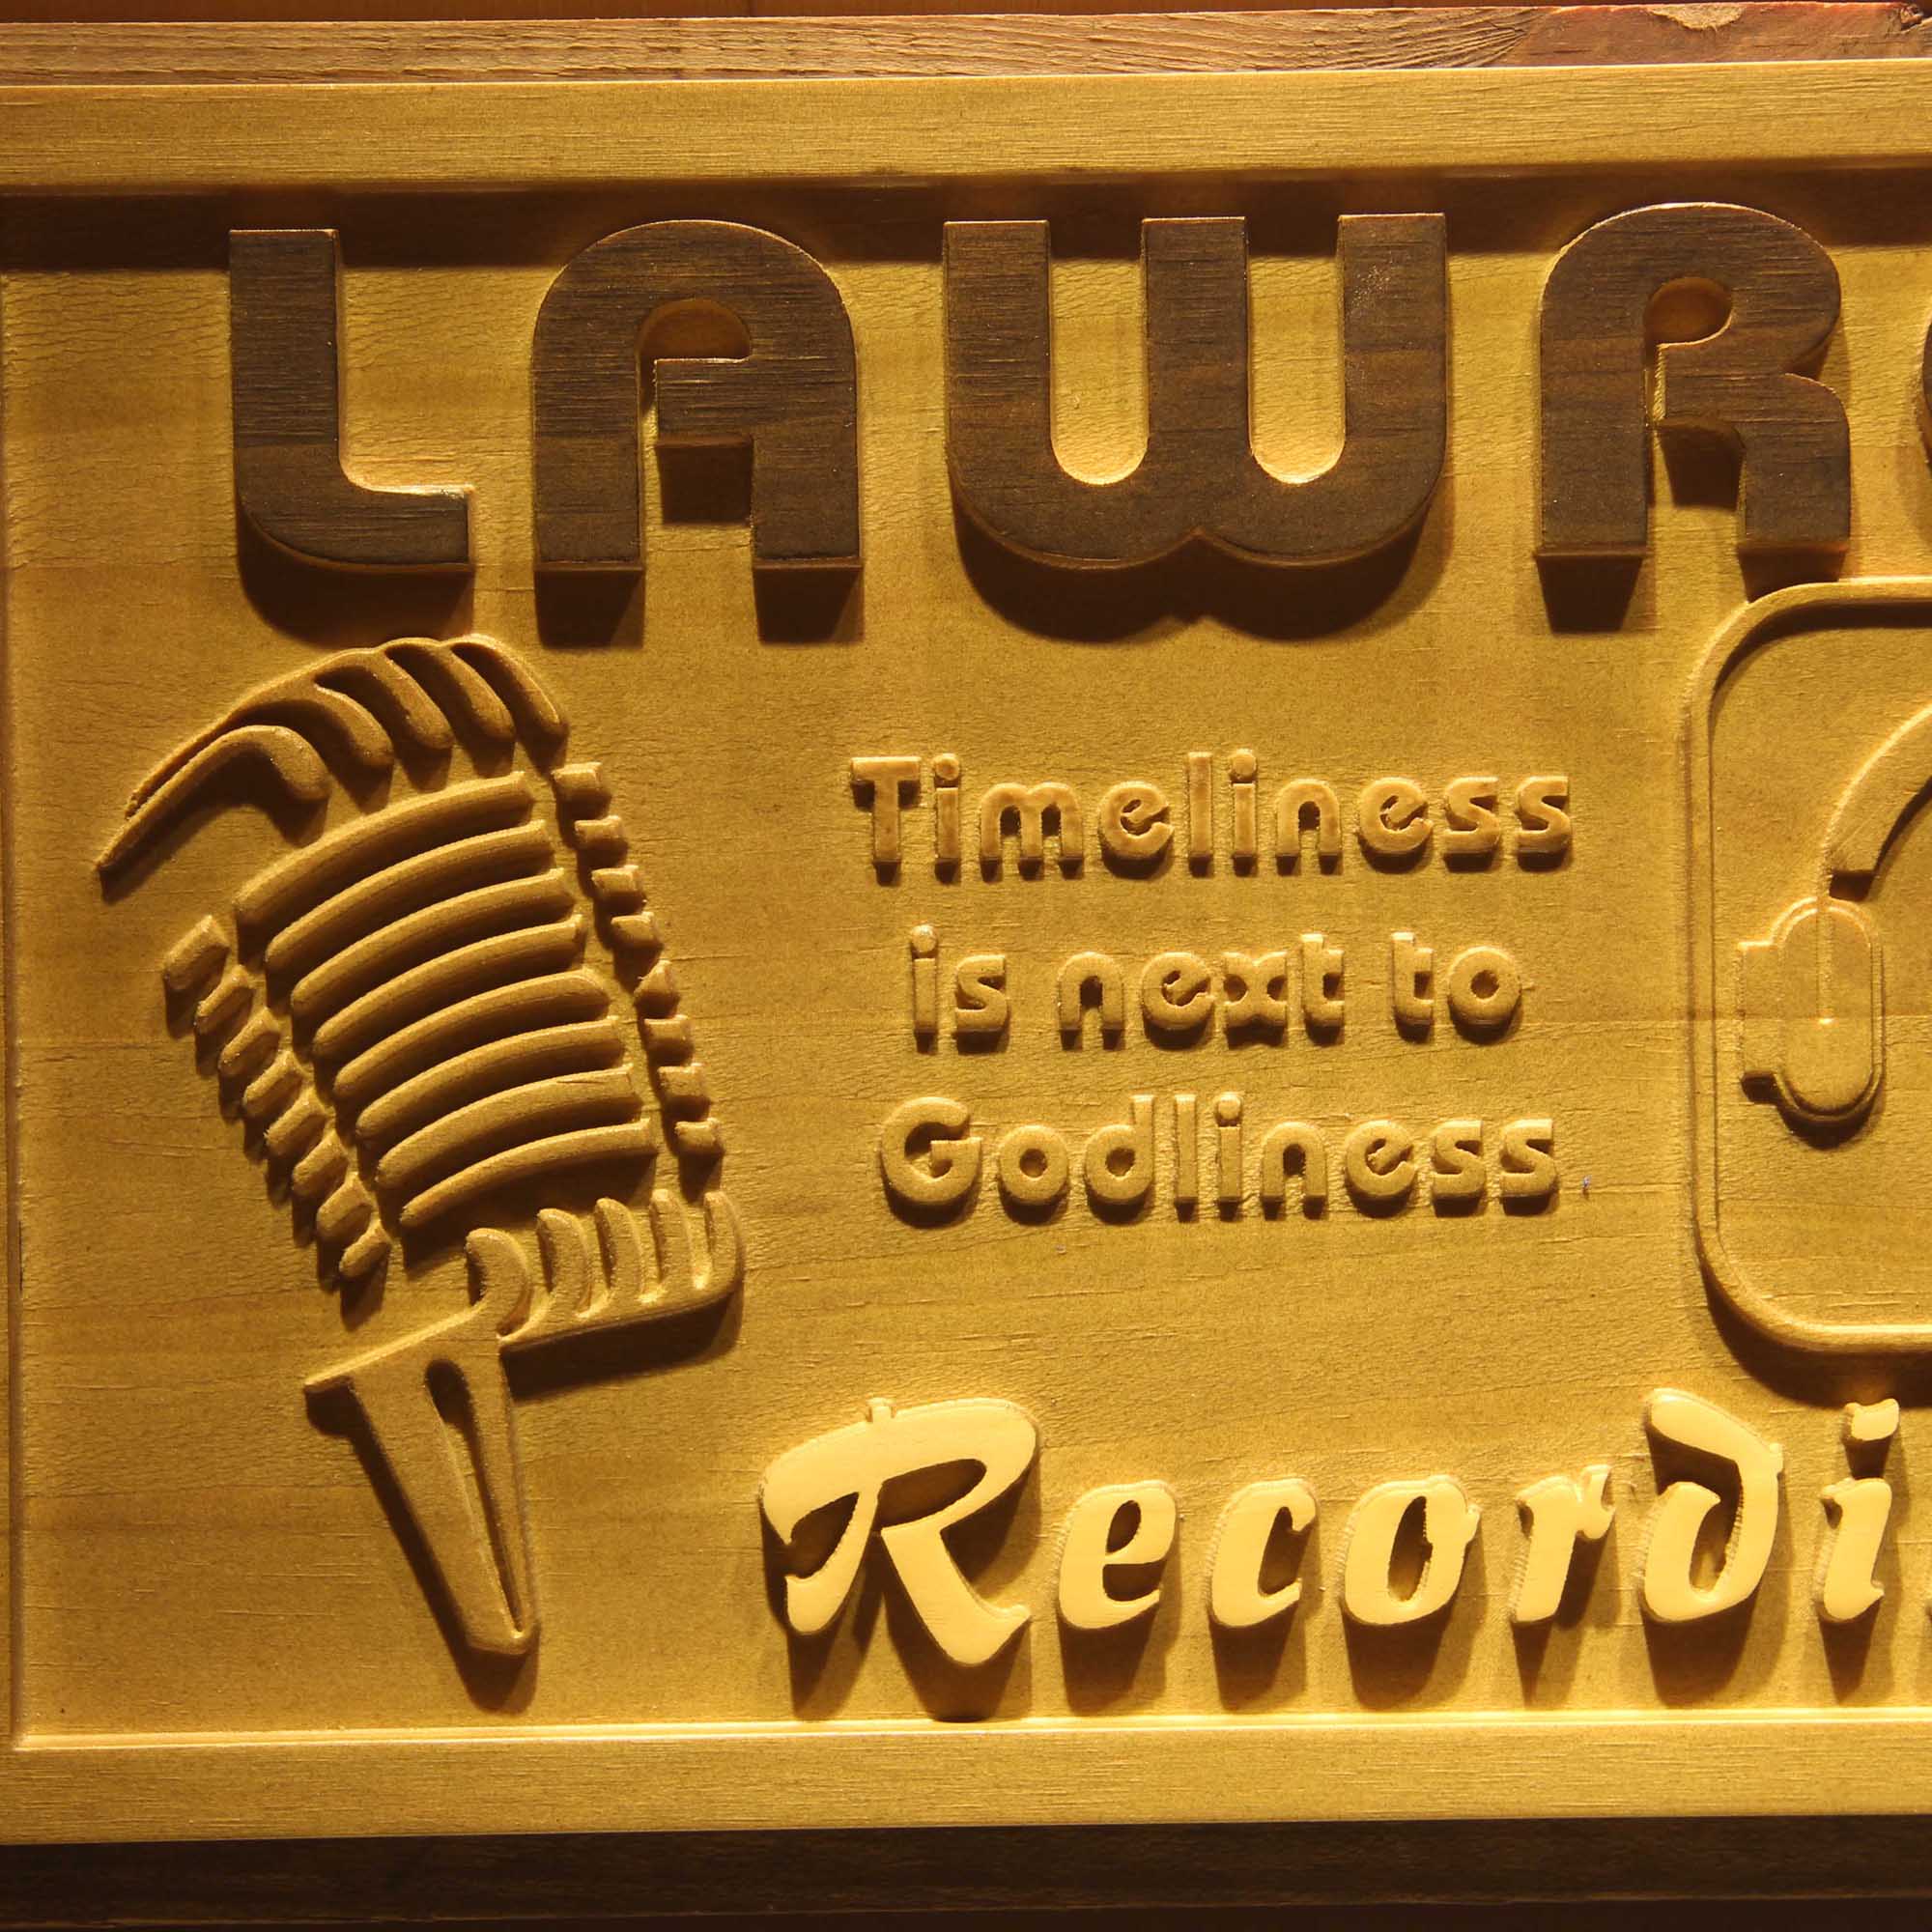 LAWR
Timeliness
is next to
Godliness
Recordi